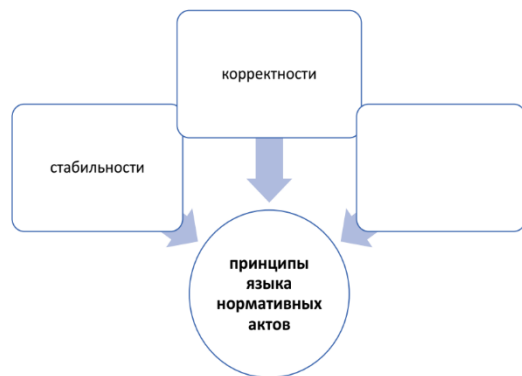 корректности
стабильности
принципы
языка
нормативных
актов